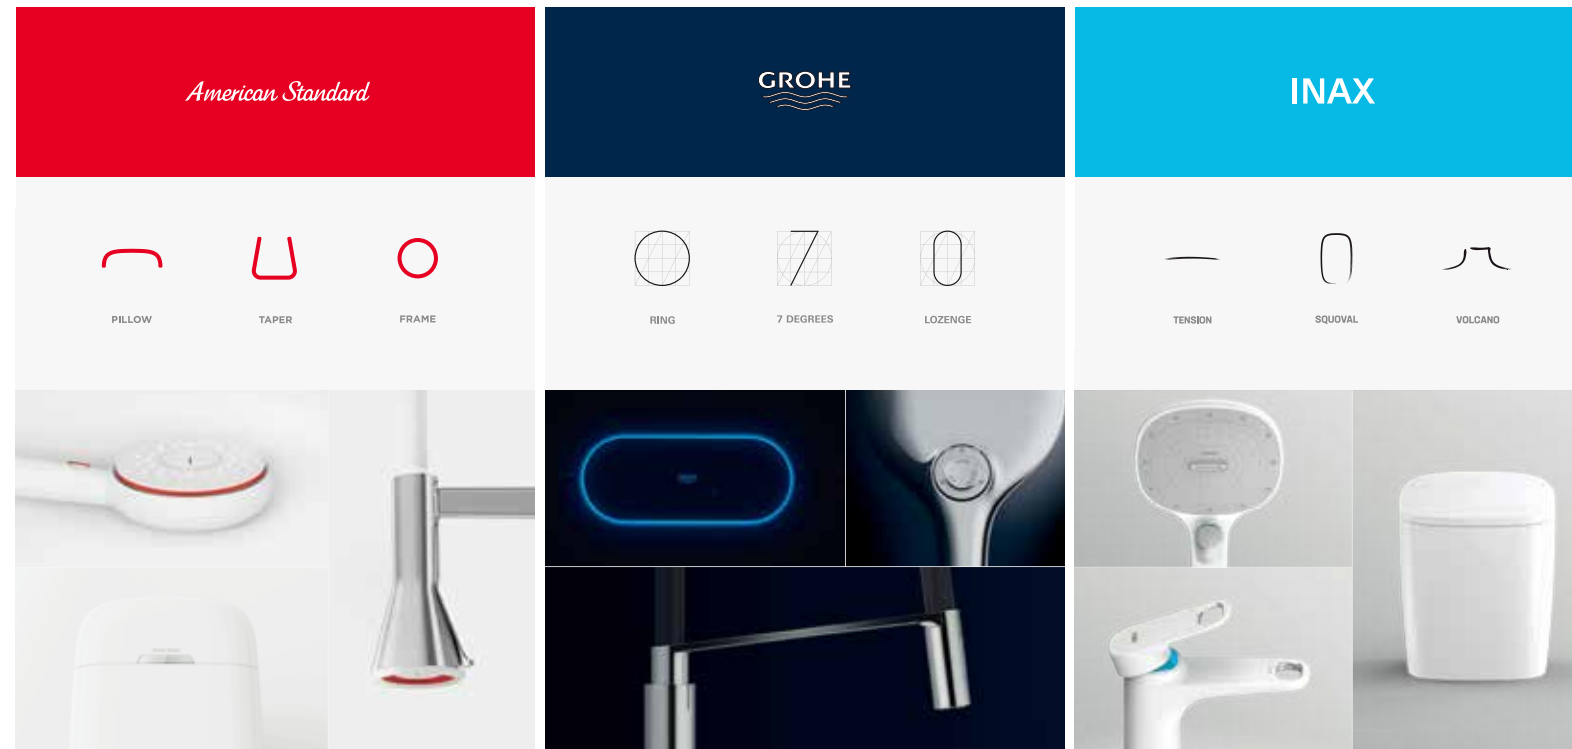 American Standard
GROHE
INAX
PILLOW
TAPER
FRAME
RING
7 DEGREES
LOZENGE
TENSION
SQUOVAL
VOLCANO